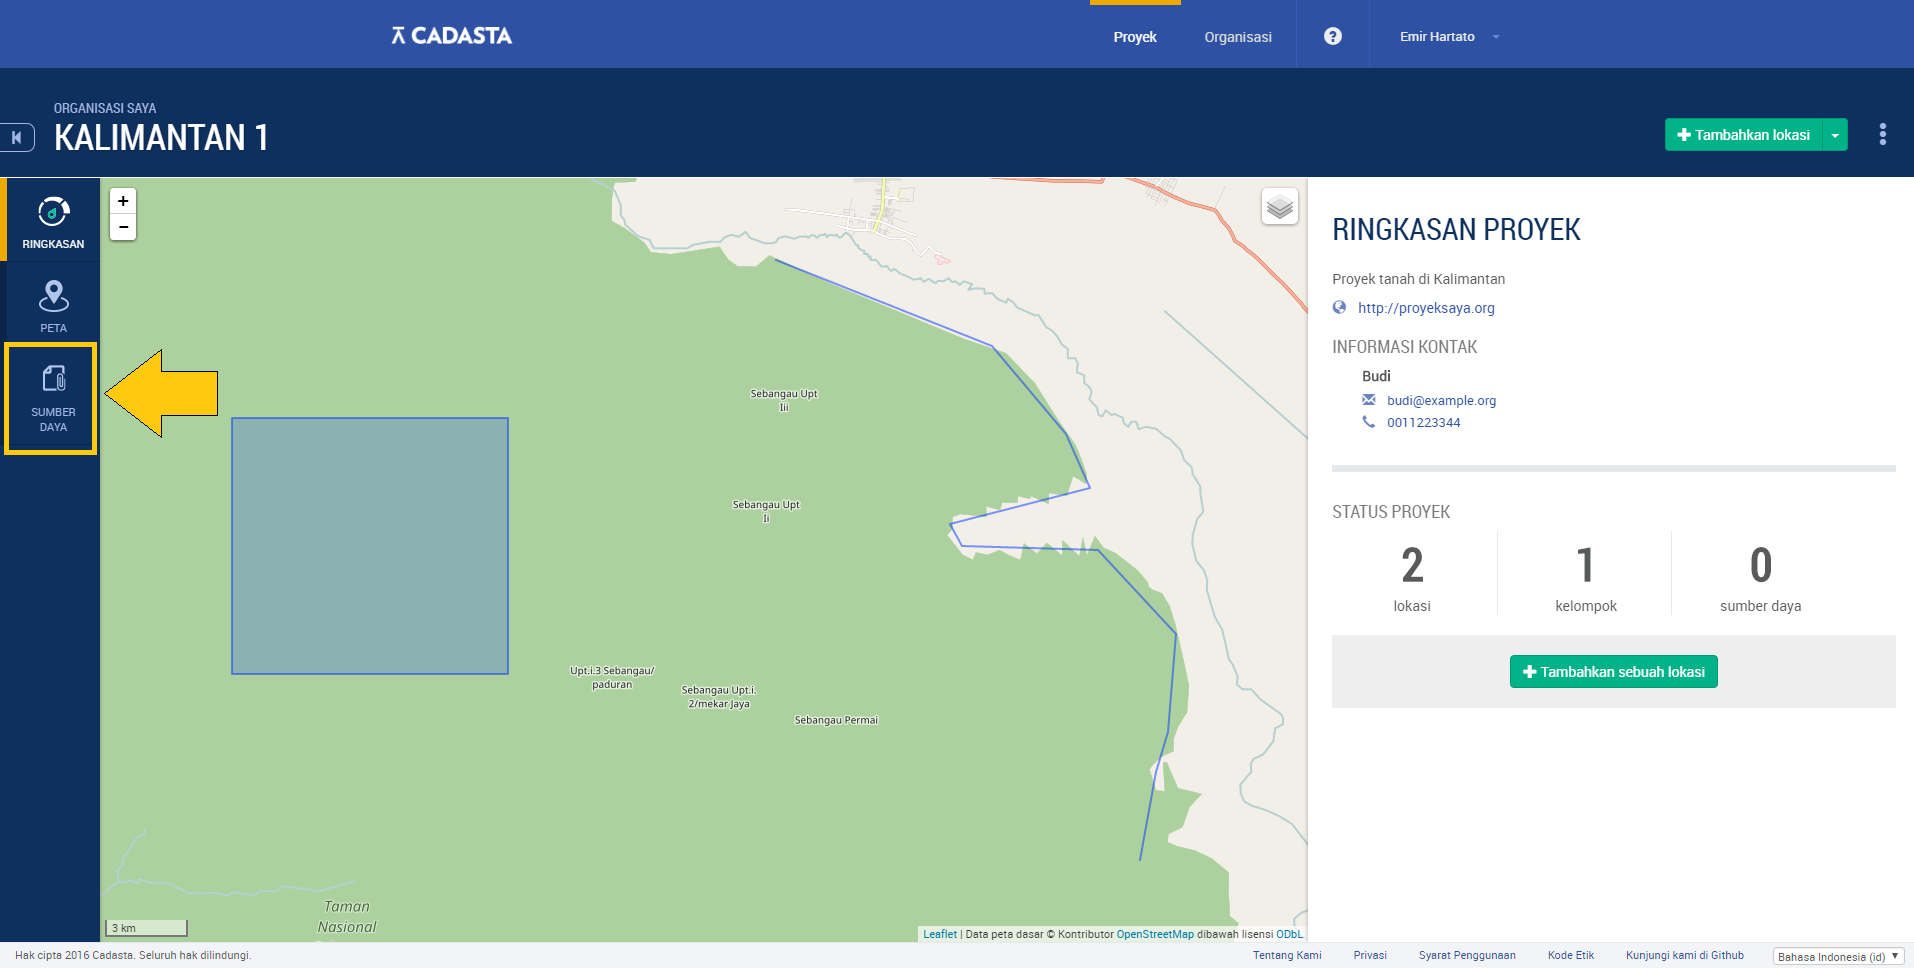 CADASTA
Proyek
Organisasi
?
Emir Hartato
ORGANISASI SAYA
KALIMANTAN 1
Tambahkan lokasi
RINGKASAN
PETA
SUMBER
DAYA
+
-
Sebangau Upt
Iii
Sebangau Upt
Ii
Upt.i.3 Sebangau/
paduran
Sebangau Upt.i.
2/mekar Jaya
Sebangau Permai
Taman
Nasional
3 km
Leaflet | Data peta dasar © Kontributor OpenStreetMap dibawah lisensi ODbL
RINGKASAN PROYEK
Proyek tanah di Kalimantan
http://proyeksaya.org
INFORMASI KONTAK
Budi
budi@example.org
0011223344
STATUS PROYEK
2
lokasi
1
kelompok
0
sumber daya
Tambahkan sebuah lokasi
Hak cipta 2016 Cadasta. Seluruh hak dilindungi.
Tentang Kami
Privasi
Syarat Penggunaan
Kode Etik
Kunjungi kami di Github
Bahasa Indonesia (id)